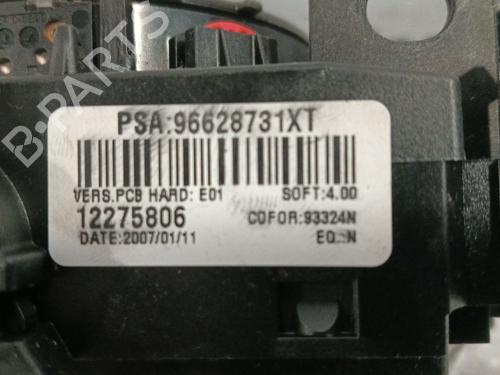 PSA:96628731XT
VERS.PCB HARD: E01 SOFT:4.00
12275806 COFOR:93324N
DATE:2007/01/11 EQ.:N
B-PARTS